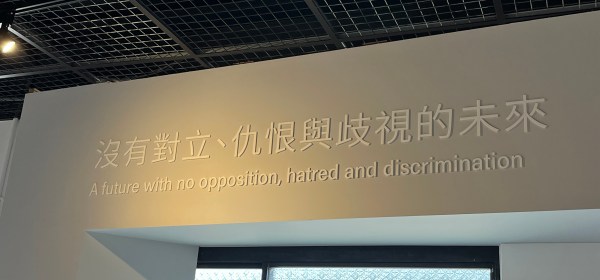 沒有對立、仇恨與歧視的未來
A future with no opposition, hatred and discrimination